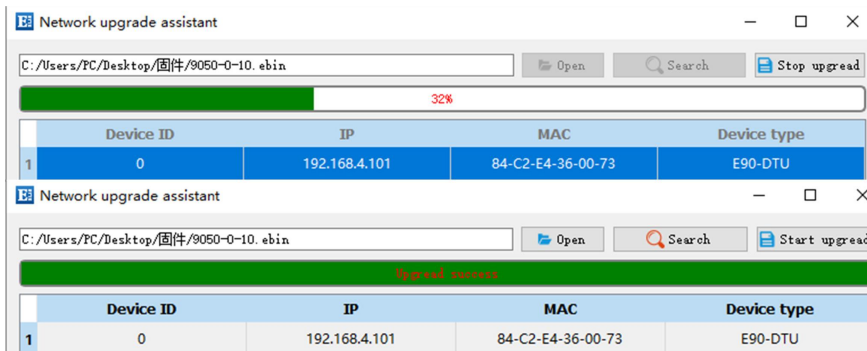 Network upgrade assistant
C:/Users/PC/Desktop/固件/9050-0-10.ebin Open Search Stop upgread
32%
Device ID IP MAC Device type
1 0 192.168.4.101 84-C2-E4-36-00-73 E90-DTU
Network upgrade assistant
C:/Users/PC/Desktop/固件/9050-0-10.ebin Open Search Start upgread
Upgread success
Device ID IP MAC Device type
1 0 192.168.4.101 84-C2-E4-36-00-73 E90-DTU